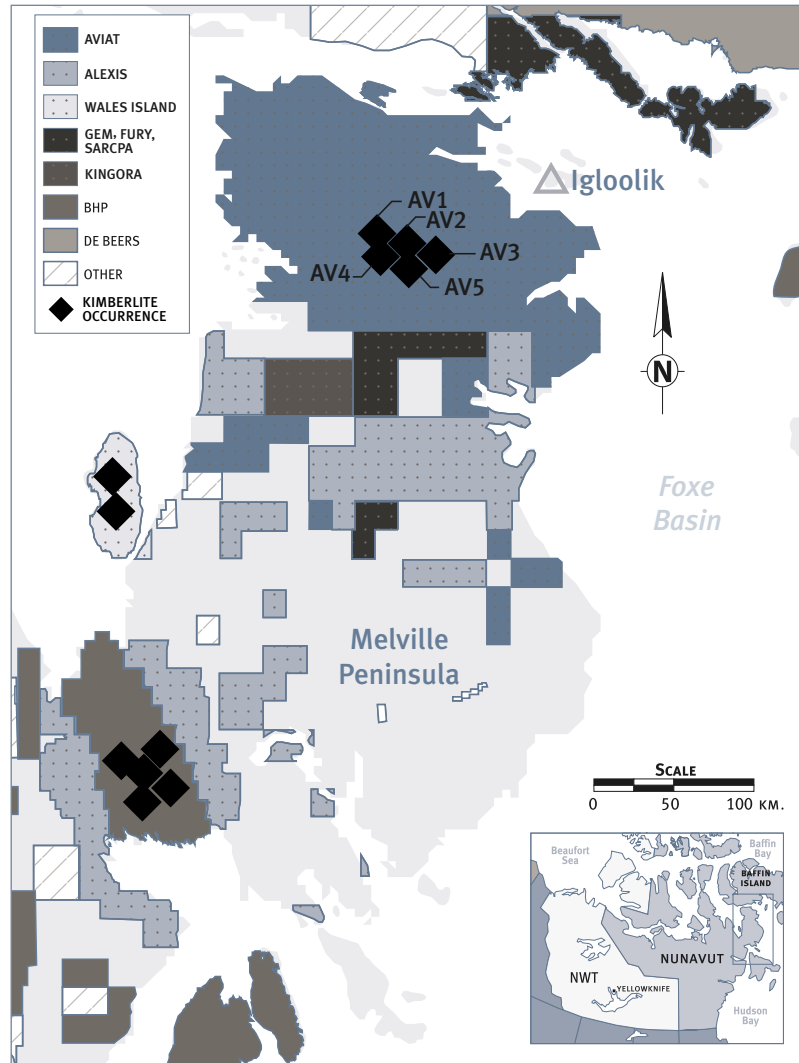 AVIAT
ALEXIS
WALES ISLAND
GEM, FURY,
SARCPA
KINGORA
BHP
DE BEERS
OTHER
KIMBERLITE
OCCURRENCE
Igloolik
AV1
AV2
AV3
AV4
AV5
N
Foxe
Basin
Melville
Peninsula
SCALE
0 50 100 KM.
Beaufort
Sea
Baffin
Bay
BAFFIN
ISLAND
NUNAVUT
NWT
YELLOWKNIFE
Hudson
Bay